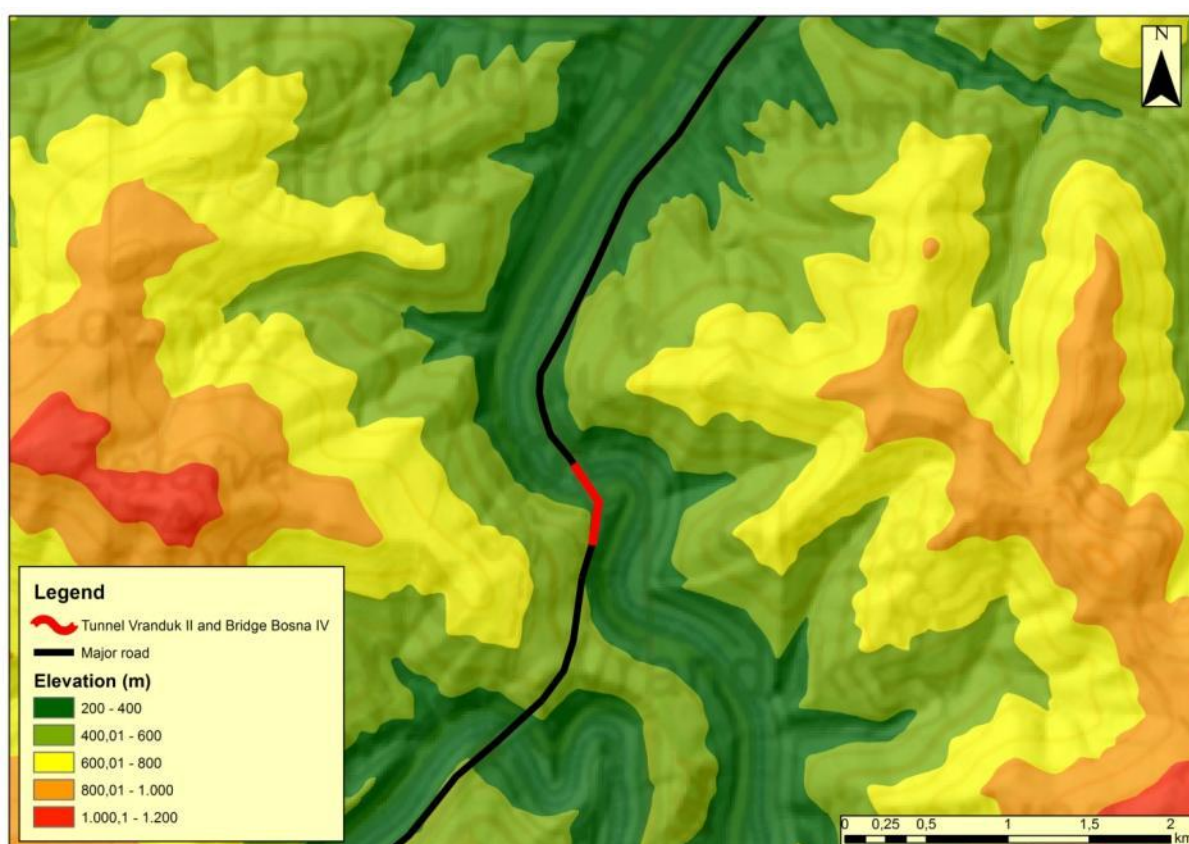 N
Legend
Tunnel Vranduk II and Bridge Bosna IV
Major road
Elevation (m)
200 - 400
400,01 - 600
600,01 - 800
800,01 - 1.000
1.000,1 - 1.200
0 0,25 0,5 1 1,5 2
km